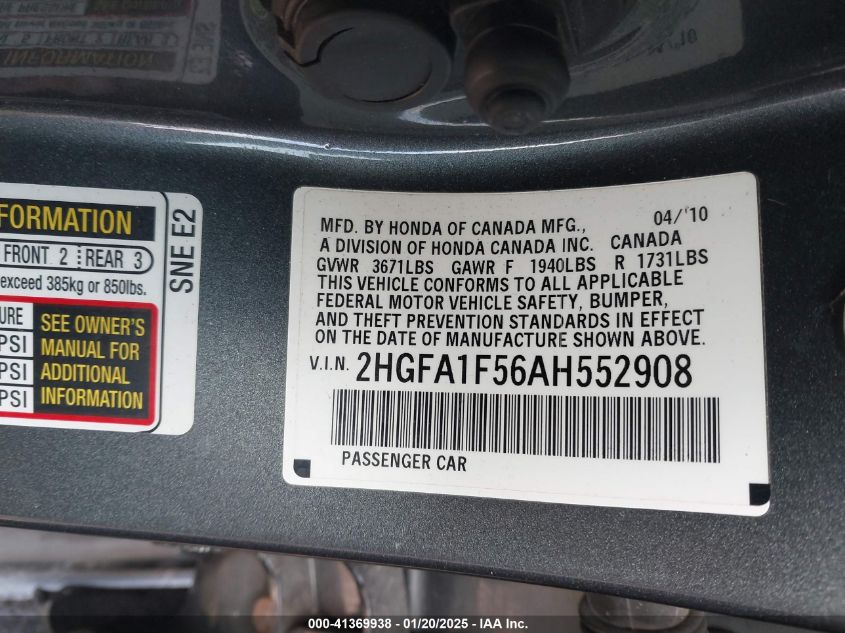 MFD. BY HONDA OF CANADA MFG., 04/'10
A DIVISION OF HONDA CANADA INC. CANADA
GVWR 3671LBS GAWR F 1940LBS R 1731LBS
THIS VEHICLE CONFORMS TO ALL APPLICABLE
FEDERAL MOTOR VEHICLE SAFETY, BUMPER,
AND THEFT PREVENTION STANDARDS IN EFFECT
ON THE DATE OF MANUFACTURE SHOWN ABOVE.
V.I.N. 2HGFA1F56AH552908
PASSENGER CAR
FORMATION
FRONT 2 REAR 3
exceed 385kg or 850lbs.
URE
PSI
PSI
PSI
SEE OWNER'S
MANUAL FOR
ADDITIONAL
INFORMATION
SNE E2
000-41369938 - 01/20/2025 - IAA Inc.